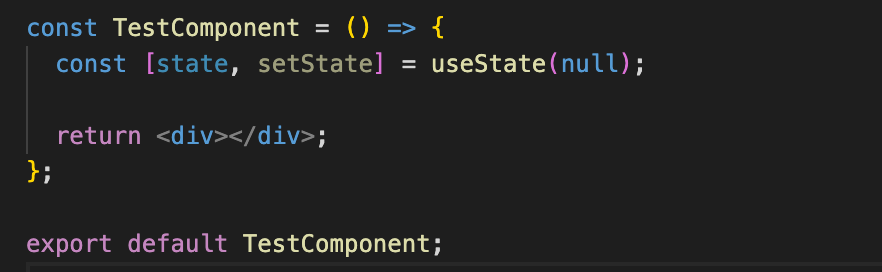 const TestComponent = () => {
  const [state, setState] = useState(null);
  return <div></div>;
};
export default TestComponent;